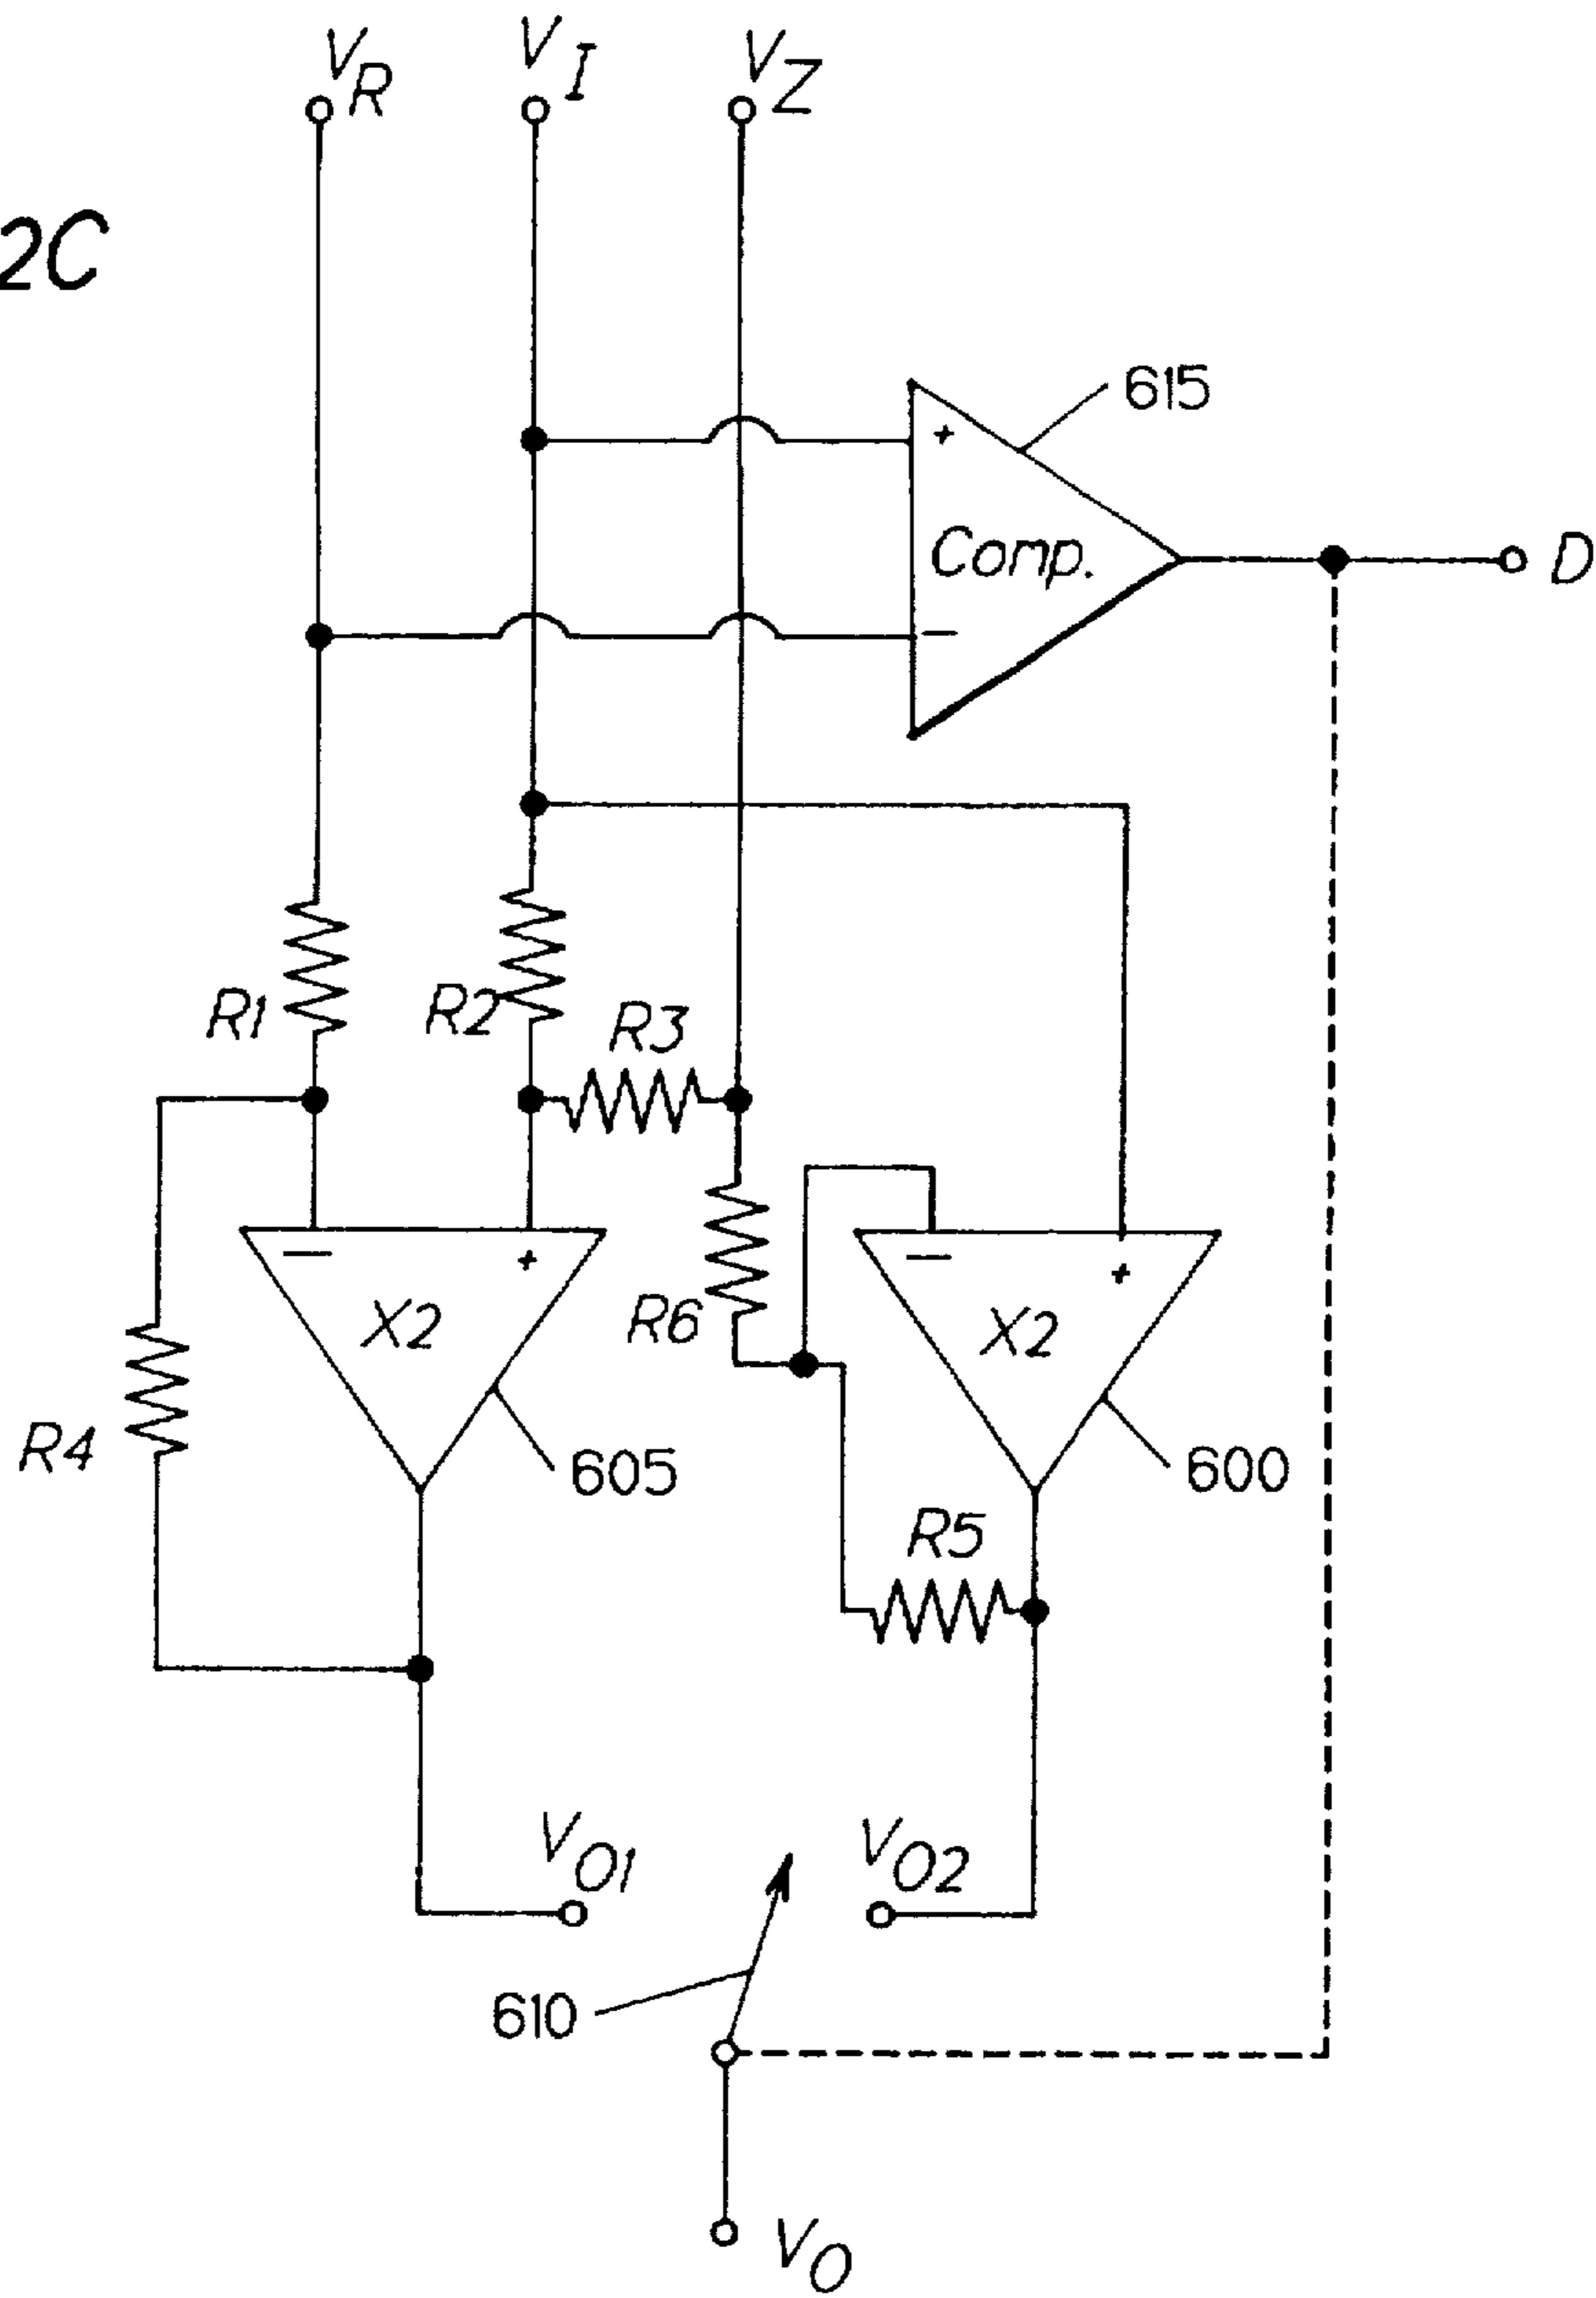 VR
VI
VZ
2C
615
+
Comp.
D
−
R1
R2
R3
−
+
X2
R6
−
+
X2
R4
605
600
R5
VO1
VO2
610
VO